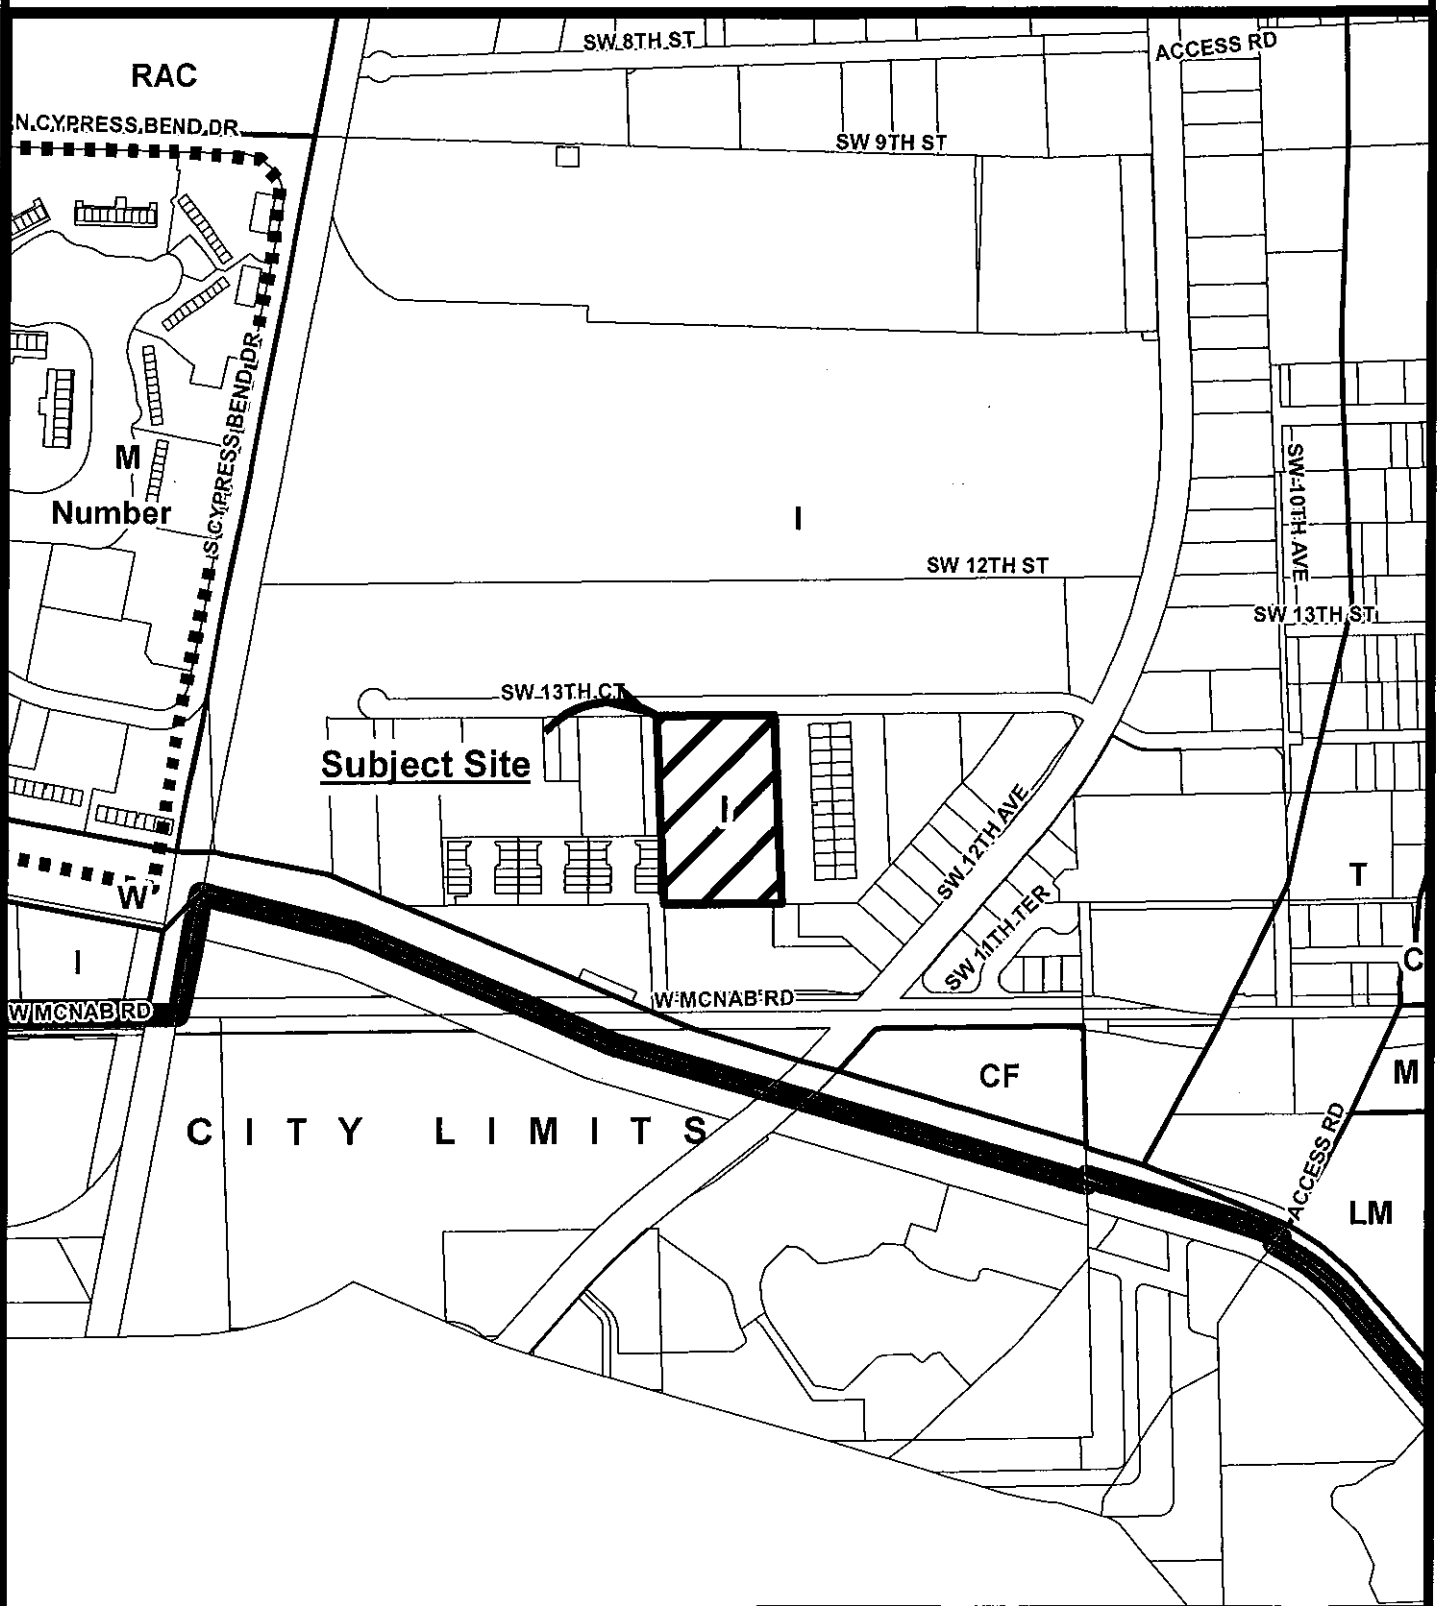 SW 8TH ST
ACCESS RD
RAC
N CYPRESS BEND DR
SW 9TH ST
S CYPRESS BEND DR
M
Number
SW 10TH AVE
I
SW 12TH ST
SW 13TH ST
SW 13TH CT
Subject Site
I
SW 12TH AVE
T
W
SW 11TH TER
I
C
W MCNAB RD
W MCNAB RD
CF
M
CITY LIMITS
ACCESS RD
LM